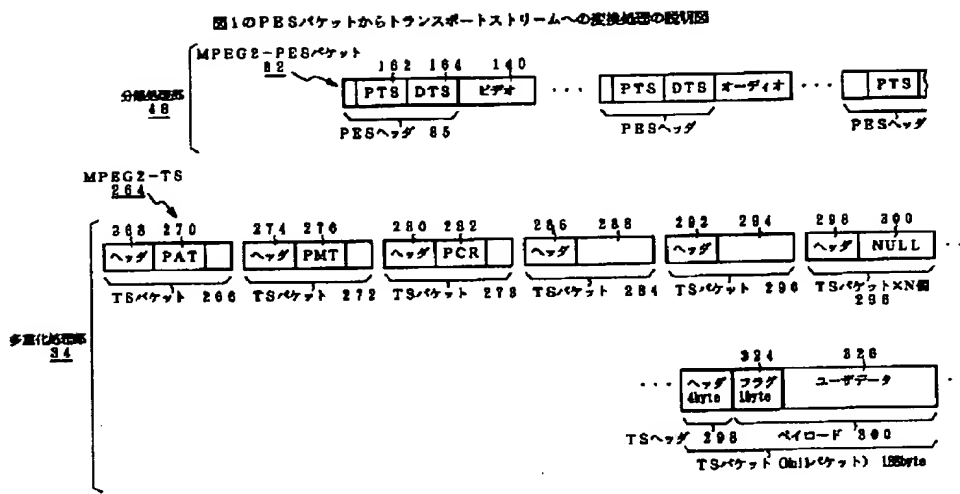 図1のPESパケットからトランスポートストリームへの変換処理の説明図
MPEG2-PESパケット
82
162 164 140
分離処理部
48
PTS DTS ビデオ ··· PTS DTS オーディオ ··· PTS
PESヘッダ 85 PESヘッダ PESヘッダ
MPEG2-TS
264
268 270 274 276 280 282 286 288 292 294 298 300
ヘッダ PAT ヘッダ PMT ヘッダ PCR ヘッダ ヘッダ ヘッダ NULL ··
TSパケット 266 TSパケット 272 TSパケット 278 TSパケット 284 TSパケット 296 TSパケット×N個
296
多重化処理部
34
324 326
··· ヘッダ フラグ ユーザデータ ·
4byte 1byte
TSヘッダ 298 ペイロード 300
TSパケット (Nullパケット) 188byte